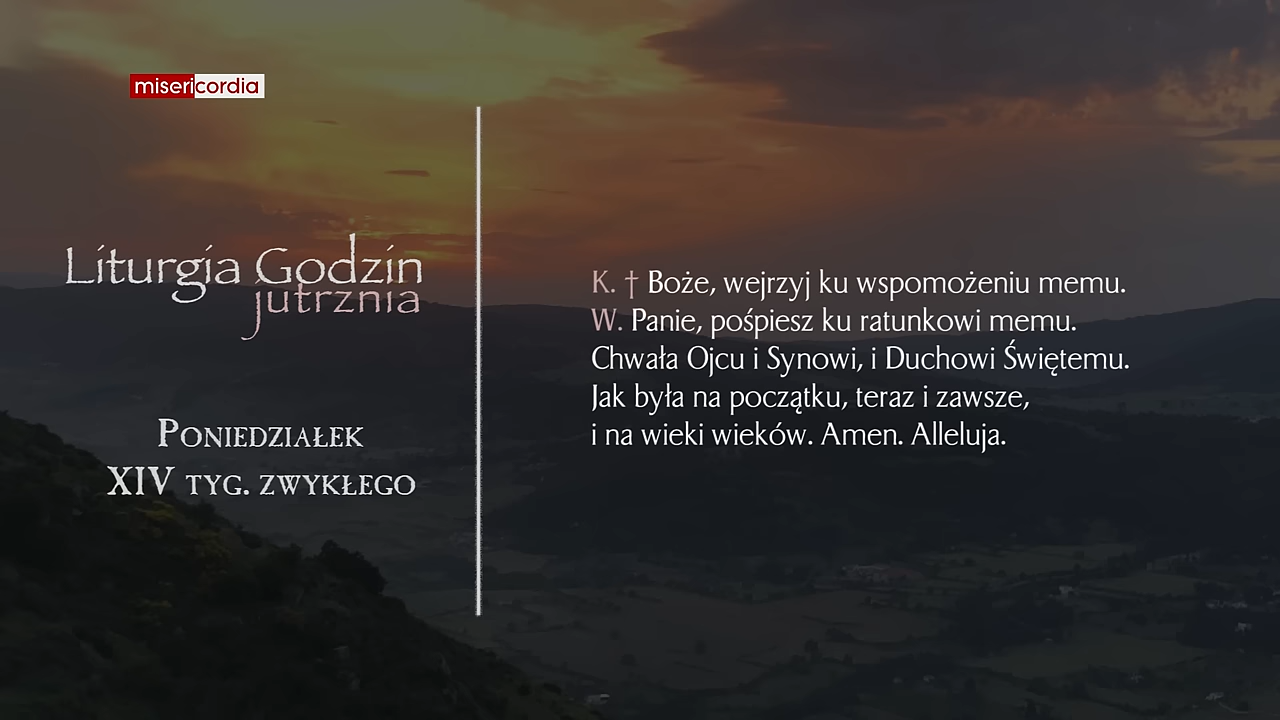 misericordia
Liturgia Godzin
jutrznia
Poniedziałek
XIV tyg. zwykłego
K. † Boże, wejrzyj ku wspomożeniu memu.
W. Panie, pośpiesz ku ratunkowi memu.
Chwała Ojcu i Synowi, i Duchowi Świętemu.
Jak była na początku, teraz i zawsze,
i na wieki wieków. Amen. Alleluja.